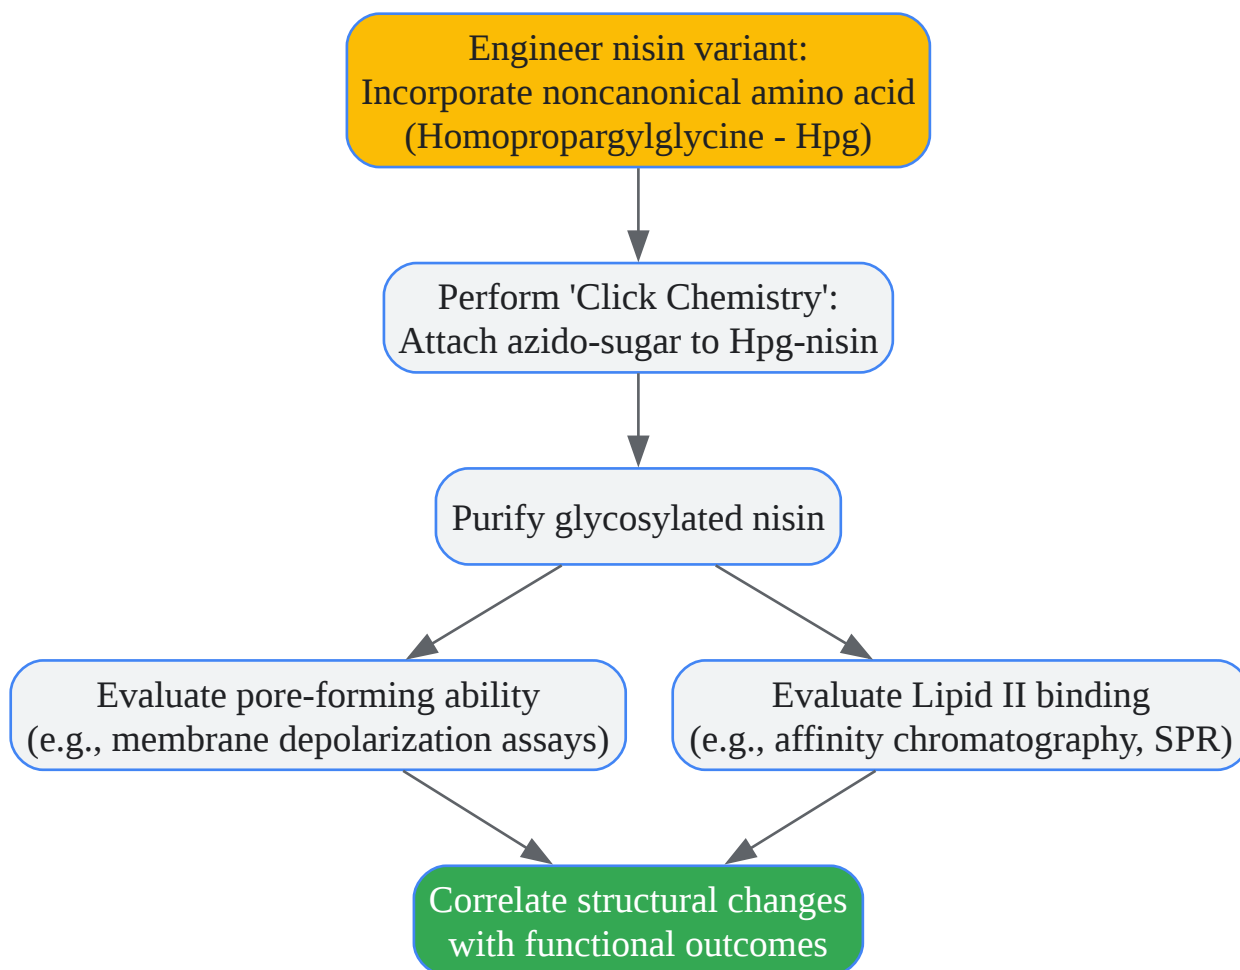 Engineer nisin variant:
Incorporate noncanonical amino acid
(Homopropargylglycine - Hpg)
Perform 'Click Chemistry':
Attach azido-sugar to Hpg-nisin
Purify glycosylated nisin
Evaluate pore-forming ability
(e.g., membrane depolarization assays)
Evaluate Lipid II binding
(e.g., affinity chromatography, SPR)
Correlate structural changes
with functional outcomes